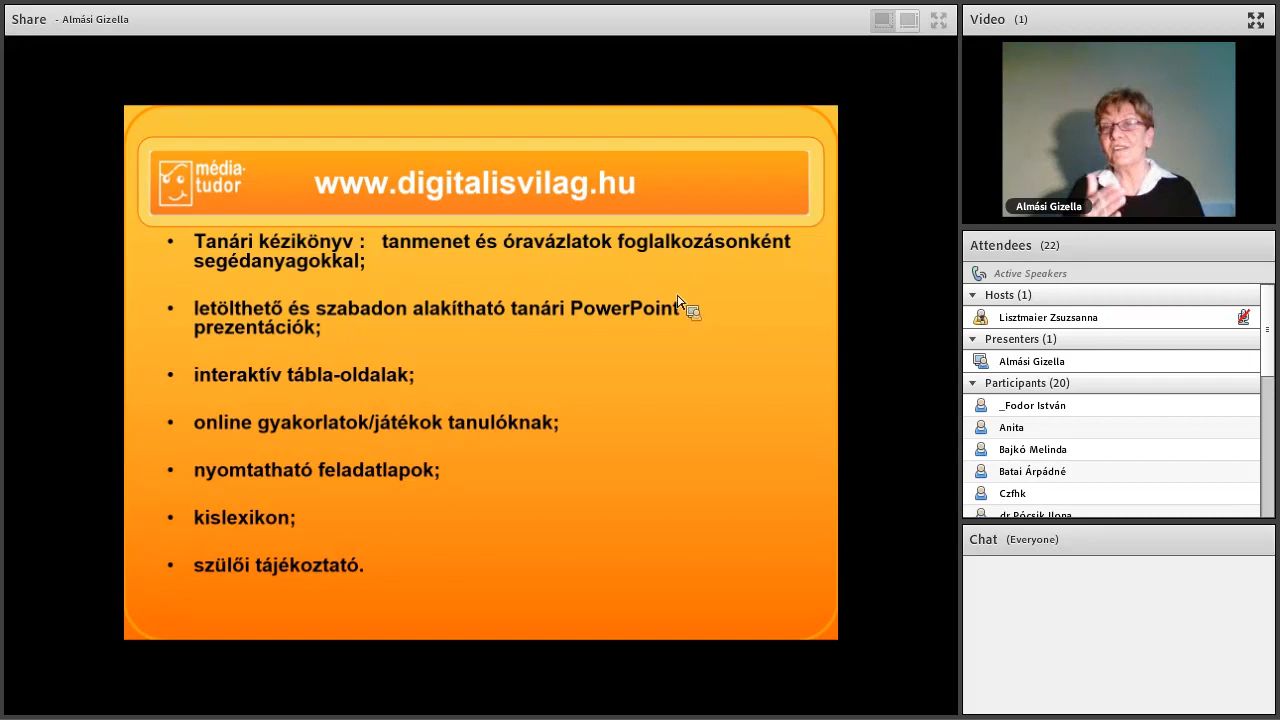 Share - Almási Gizella
média-
tudor
www.digitalisvilag.hu
• Tanári kézikönyv : tanmenet és óravázlatok foglalkozásonként
segédanyagokkal;
• letölthető és szabadon alakítható tanári PowerPoint
prezentációk;
• interaktív tábla-oldalak;
• online gyakorlatok/játékok tanulóknak;
• nyomtatható feladatlapok;
• kislexikon;
• szülői tájékoztató.
Video (1)
Almási Gizella
Attendees (22)
Active Speakers
Hosts (1)
Lisztmaier Zsuzsanna
Presenters (1)
Almási Gizella
Participants (20)
_Fodor István
Anita
Bajkó Melinda
Batai Árpádné
Czfhk
dr Pócsik Ilona
Chat (Everyone)